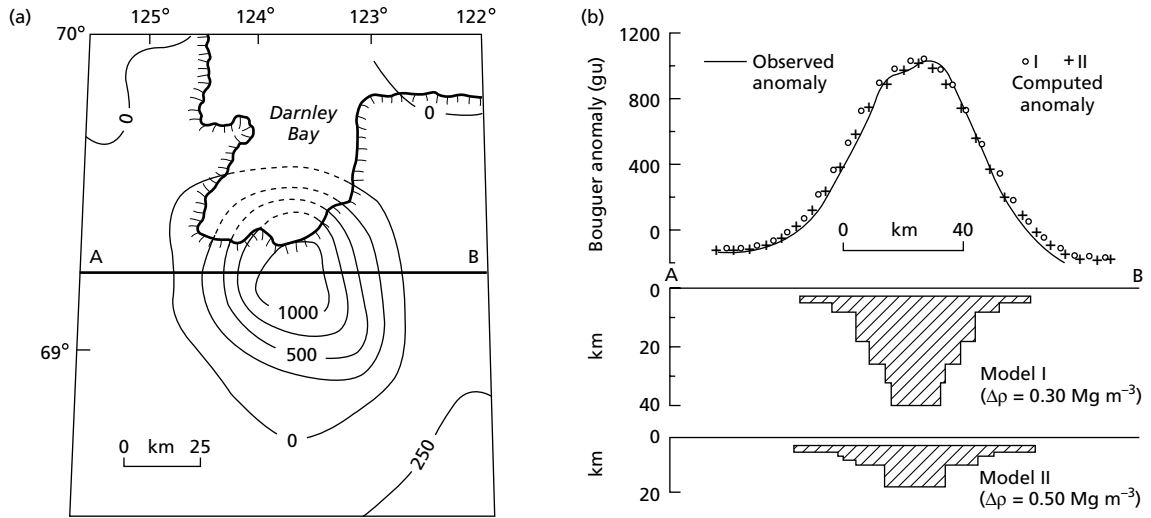 (a)
125° 124° 123° 122°
70°
Darnley
Bay
0
0
A B
1000
500
69°
0
250
0 km 25
(b)
1200
800
400
0
Bouguer anomaly (gu)
Observed
anomaly
I + II
Computed
anomaly
0 km 40
A B
0
20
40
km
Model I
(Δρ = 0.30 Mg m⁻³)
0
20
km
Model II
(Δρ = 0.50 Mg m⁻³)